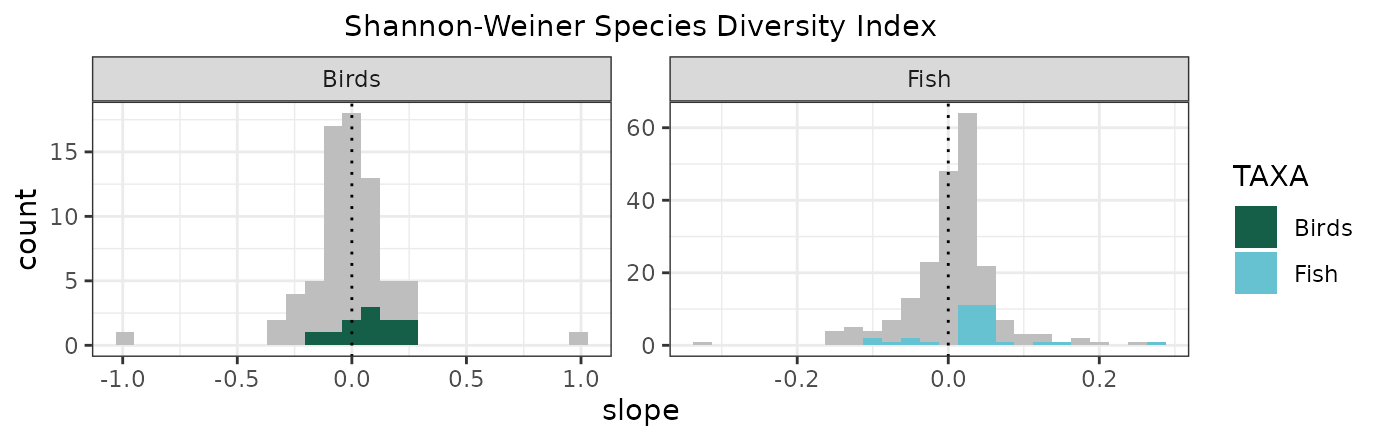 Shannon-Weiner Species Diversity Index
Birds
Fish
count
15
10
5
0
60
40
20
0
-1.0 -0.5 0.0 0.5 1.0
-0.2 0.0 0.2
slope
TAXA
Birds
Fish